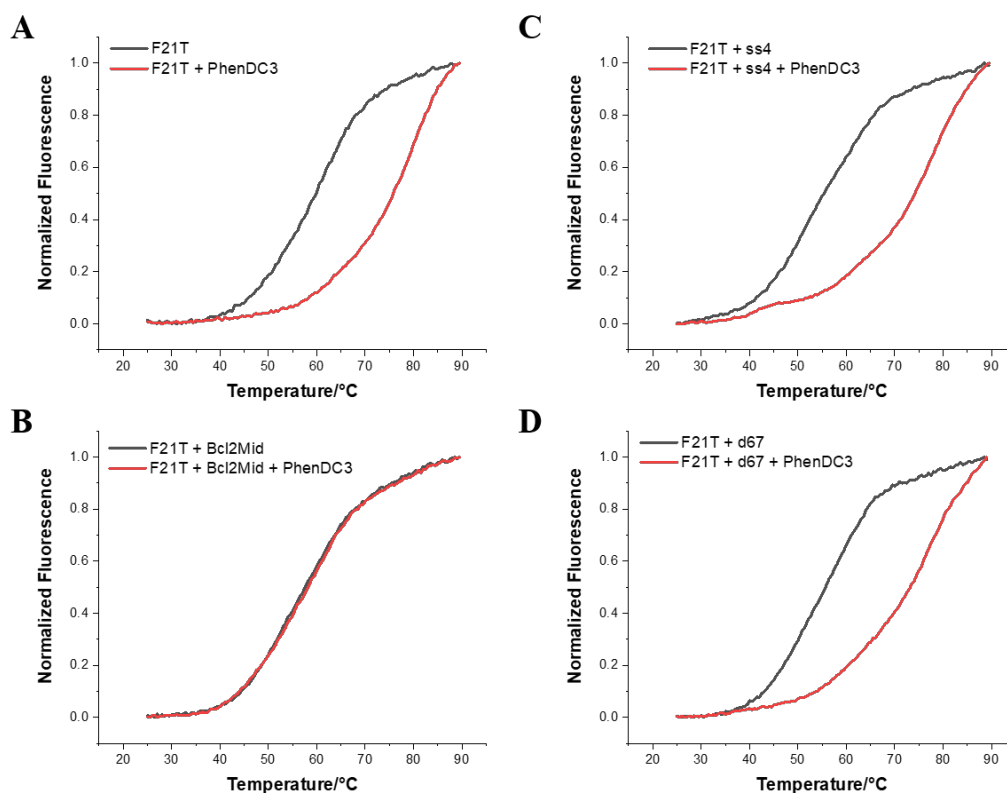 A
F21T
F21T + PhenDC3
1.0
0.8
0.6
0.4
0.2
0.0
Normalized Fluorescence
20 30 40 50 60 70 80 90
Temperature/°C
C
F21T + ss4
F21T + ss4 + PhenDC3
1.0
0.8
0.6
0.4
0.2
0.0
Normalized Fluorescence
20 30 40 50 60 70 80 90
Temperature/°C
B
F21T + Bcl2Mid
F21T + Bcl2Mid + PhenDC3
1.0
0.8
0.6
0.4
0.2
0.0
Normalized Fluorescence
20 30 40 50 60 70 80 90
Temperature/°C
D
F21T + d67
F21T + d67 + PhenDC3
1.0
0.8
0.6
0.4
0.2
0.0
Normalized Fluorescence
20 30 40 50 60 70 80 90
Temperature/°C